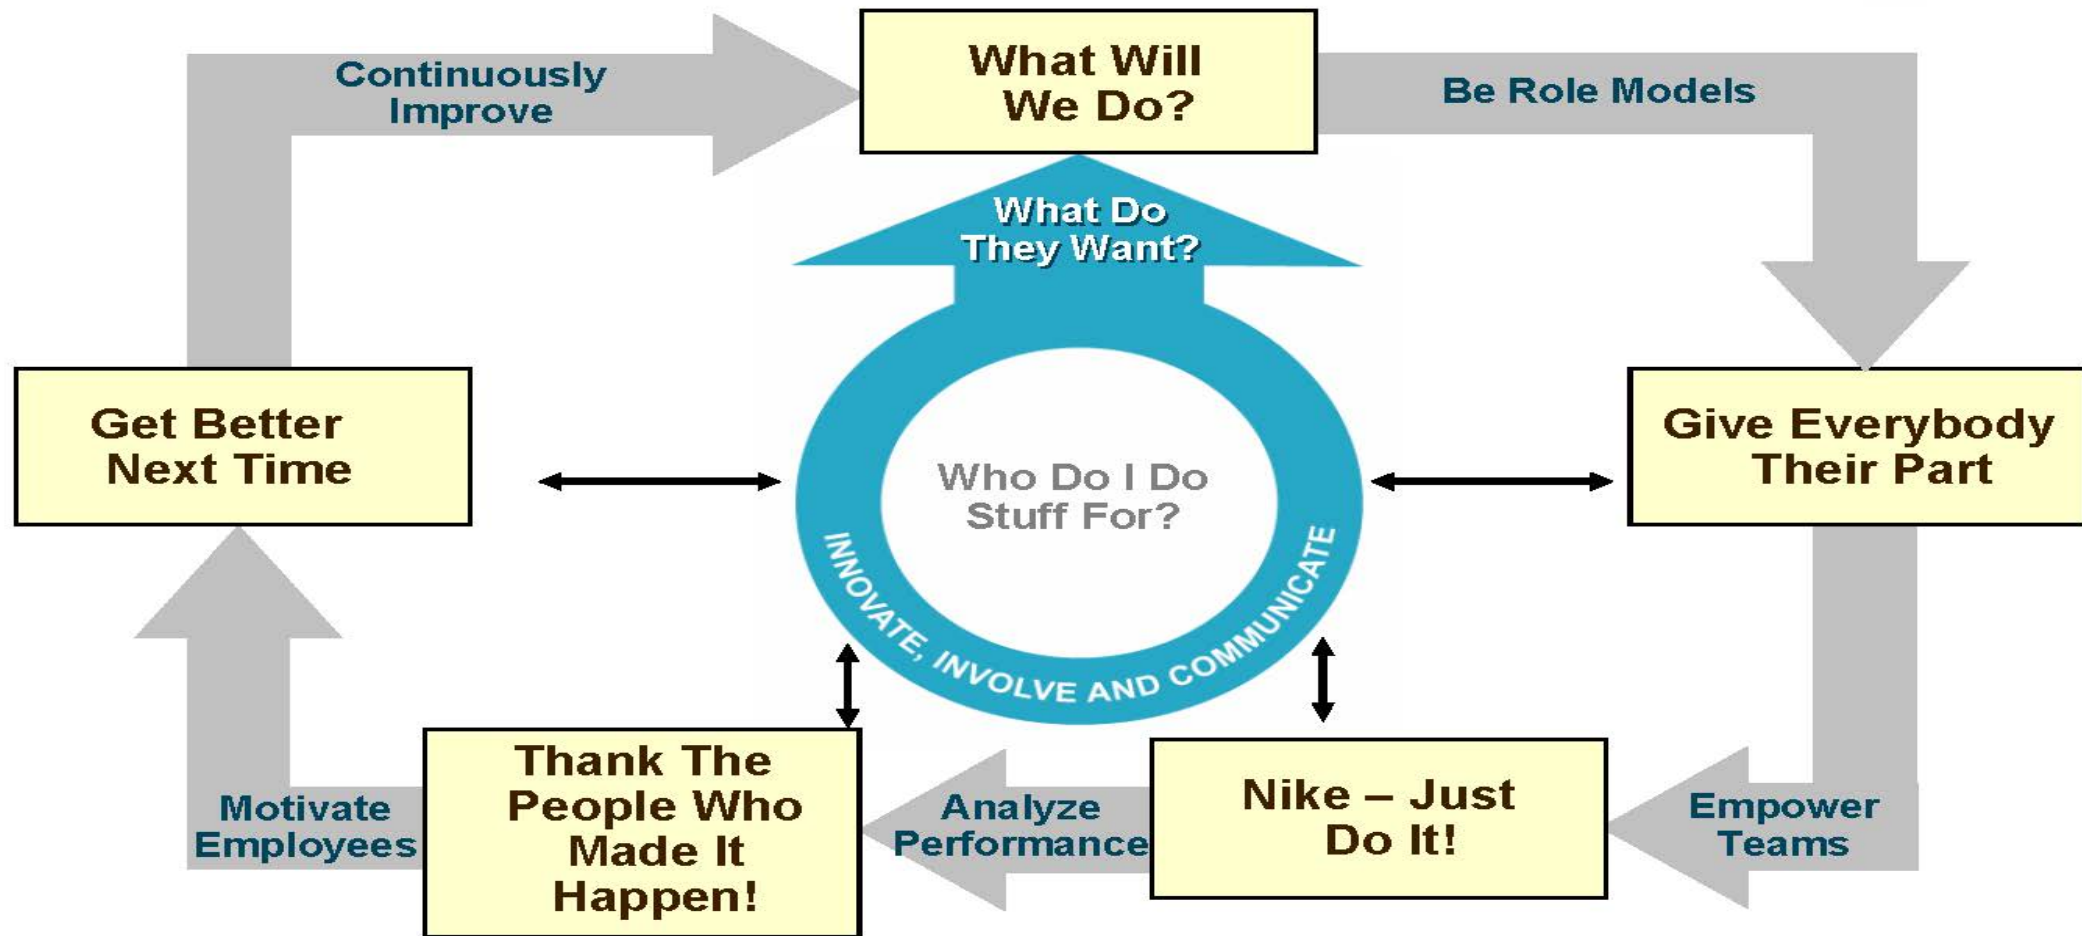 Continuously
Improve
What Will
We Do?
Be Role Models
What Do
They Want?
Get Better
Next Time
Who Do I Do
Stuff For?
Give Everybody
Their Part
INNOVATE, INVOLVE AND COMMUNICATE
Motivate
Employees
Thank The
People Who
Made It
Happen!
Analyze
Performance
Nike – Just
Do It!
Empower
Teams